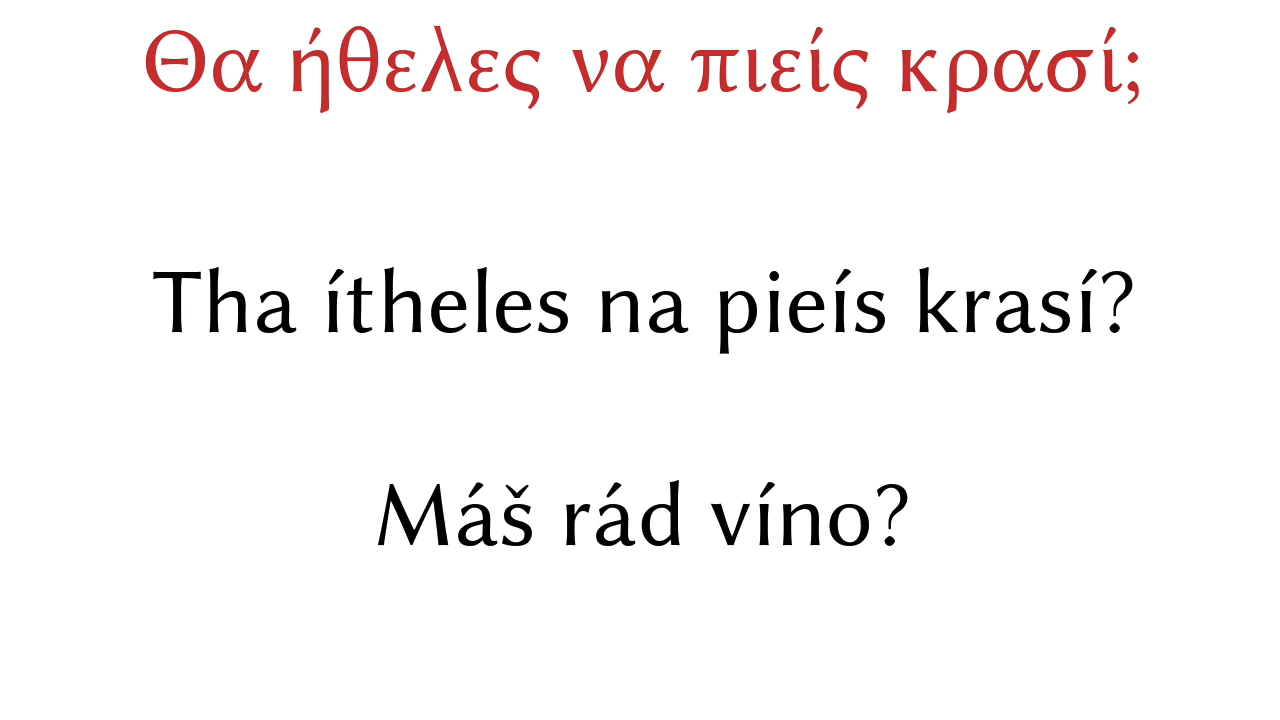 Θα ήθελες να πιείς κρασί;
Tha ítheles na pieís krasí?
Máš rád víno?